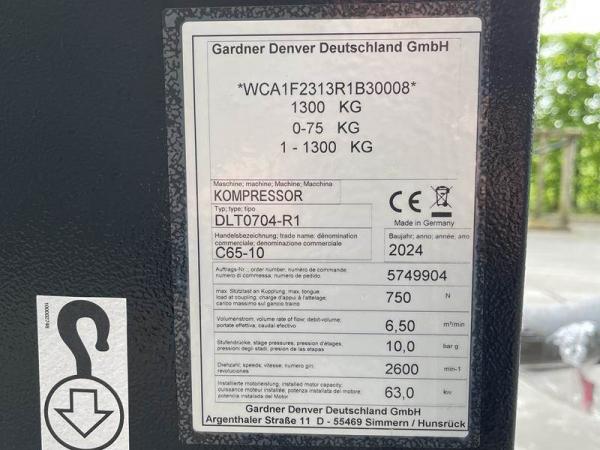 Gardner Denver Deutschland GmbH
*WCA1F2313R1B30008*
1300 KG
0-75 KG
1 - 1300 KG
Maschine; machine; Machine; Macchina
KOMPRESSOR
Typ; type; tipo
DLT0704-R1
Made in Germany
Handelsbezeichnung; trade name; dénomination
commerciale; denominazione commerciale
C65-10
Baujahr; anno; année, ano
2024
Auftrags-Nr.; order number, numéro de commande;
numero di commessa, numero de pedido.
5749904
max. Stützlast an Kupplung; max. tongue
load at coupling, charge d'appui à l'attelage;
carico massimo sul gancio traino
750 N
Volumenstrom, volume rate of flow; debit-volume;
portate effetiva; caudal efectivo
6,50 m³/min
Stufendrücke, stage pressures; pression d'étages,
pressioni degli stadi, pression de las etapas
10,0 bar g
Drehzahl; speeds; vitesse; numero giri;
revoluciones
2600 min-1
Installierte motorleistung, installed motor capacity;
cuissance moteur installée, potenza installata del motore;
potencia instalada del Motor
63,0 kw
Gardner Denver Deutschland GmbH
Argenthaler Straße 11 D - 55469 Simmern / Hunsrück